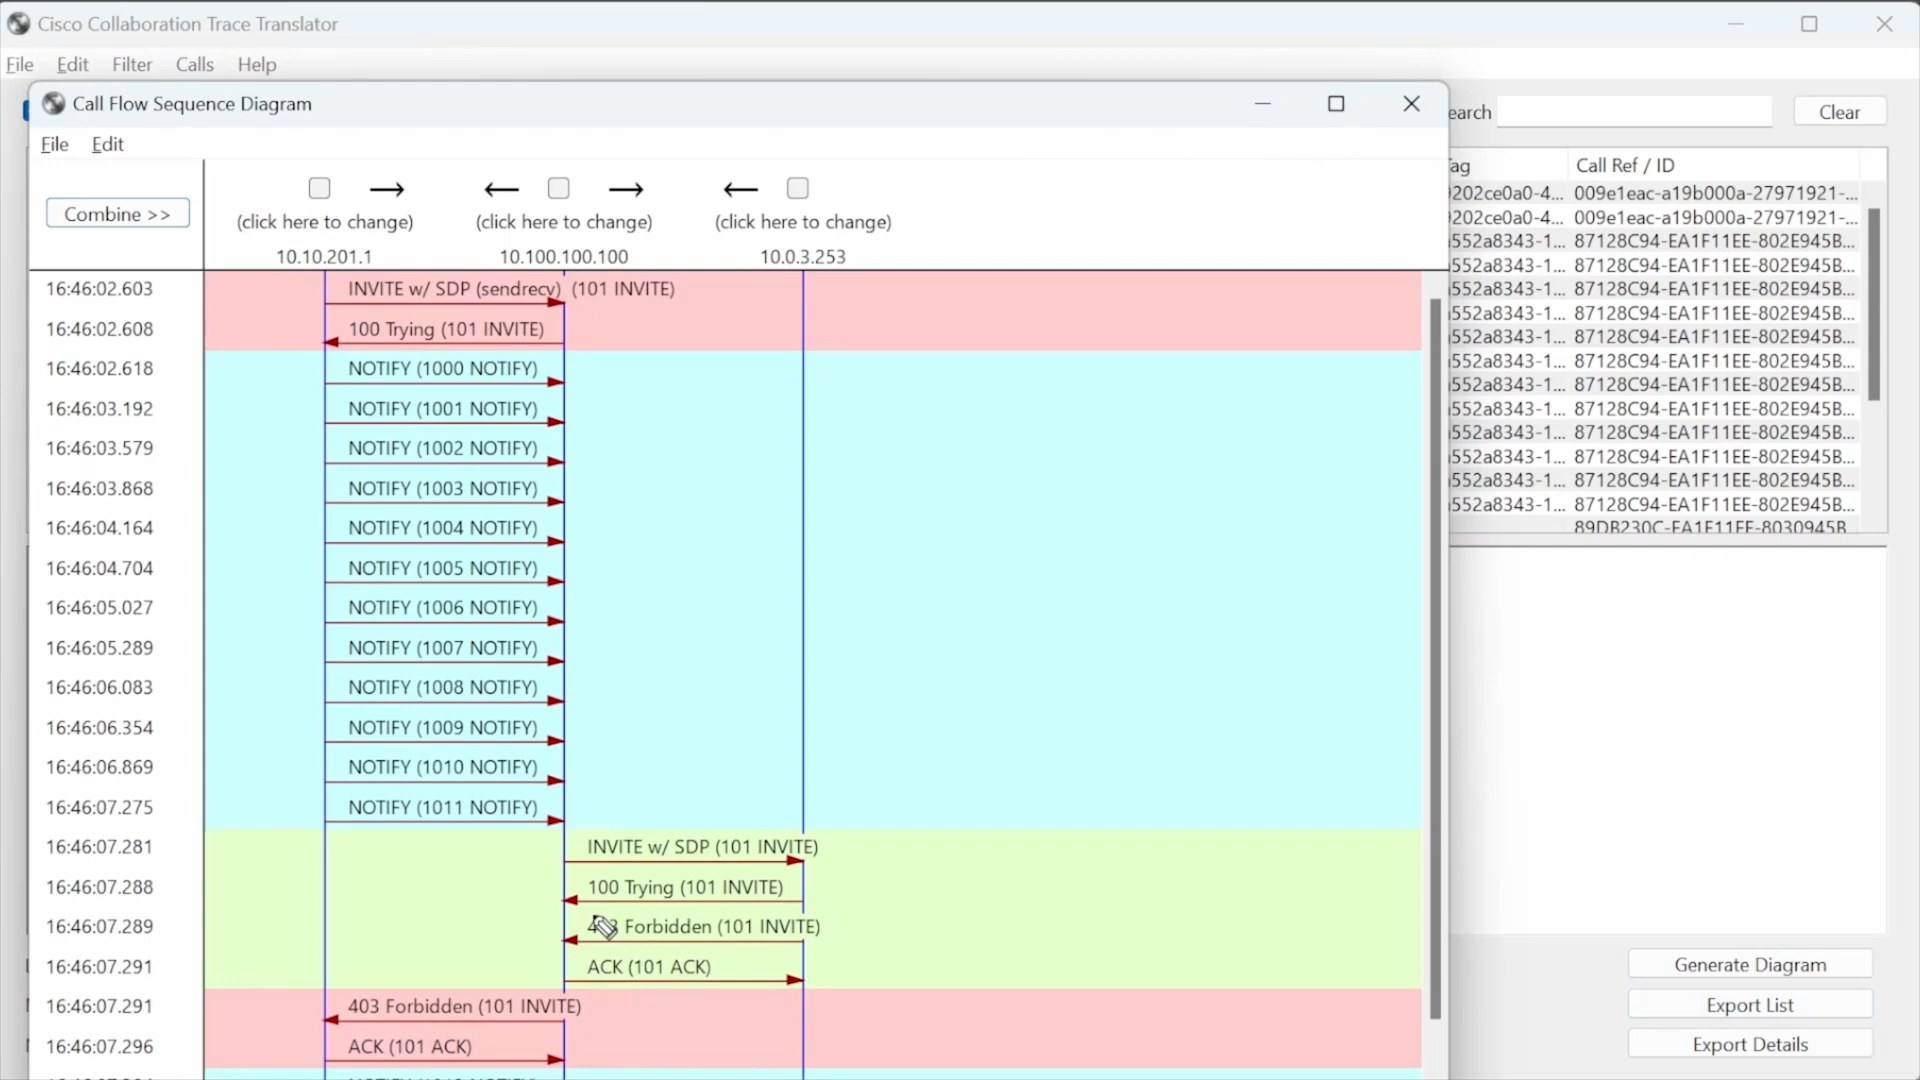 Cisco Collaboration Trace Translator
File Edit Filter Calls Help
Call Flow Sequence Diagram
File Edit
earch
Clear
Combine >>
(click here to change) (click here to change) (click here to change)
10.10.201.1 10.100.100.100 10.0.3.253
16:46:02.603 INVITE w/ SDP (sendrecv) (101 INVITE)
16:46:02.608 100 Trying (101 INVITE)
16:46:02.618 NOTIFY (1000 NOTIFY)
16:46:03.192 NOTIFY (1001 NOTIFY)
16:46:03.579 NOTIFY (1002 NOTIFY)
16:46:03.868 NOTIFY (1003 NOTIFY)
16:46:04.164 NOTIFY (1004 NOTIFY)
16:46:04.704 NOTIFY (1005 NOTIFY)
16:46:05.027 NOTIFY (1006 NOTIFY)
16:46:05.289 NOTIFY (1007 NOTIFY)
16:46:06.083 NOTIFY (1008 NOTIFY)
16:46:06.354 NOTIFY (1009 NOTIFY)
16:46:06.869 NOTIFY (1010 NOTIFY)
16:46:07.275 NOTIFY (1011 NOTIFY)
16:46:07.281 INVITE w/ SDP (101 INVITE)
16:46:07.288 100 Trying (101 INVITE)
16:46:07.289 Forbidden (101 INVITE)
16:46:07.291 ACK (101 ACK)
16:46:07.291 403 Forbidden (101 INVITE)
16:46:07.296 ACK (101 ACK)
ag Call Ref / ID
202ce0a0-4... 009e1eac-a19b000a-27971921-...
202ce0a0-4... 009e1eac-a19b000a-27971921-...
552a8343-1... 87128C94-EA1F11EE-802E945B...
552a8343-1... 87128C94-EA1F11EE-802E945B...
552a8343-1... 87128C94-EA1F11EE-802E945B...
552a8343-1... 87128C94-EA1F11EE-802E945B...
552a8343-1... 87128C94-EA1F11EE-802E945B...
552a8343-1... 87128C94-EA1F11EE-802E945B...
552a8343-1... 87128C94-EA1F11EE-802E945B...
552a8343-1... 87128C94-EA1F11EE-802E945B...
552a8343-1... 87128C94-EA1F11EE-802E945B...
552a8343-1... 87128C94-EA1F11EE-802E945B...
552a8343-1... 87128C94-EA1F11EE-802E945B...
552a8343-1... 87128C94-EA1F11EE-802E945B...
89DB230C-EA1F11EE-8030945B
Generate Diagram
Export List
Export Details